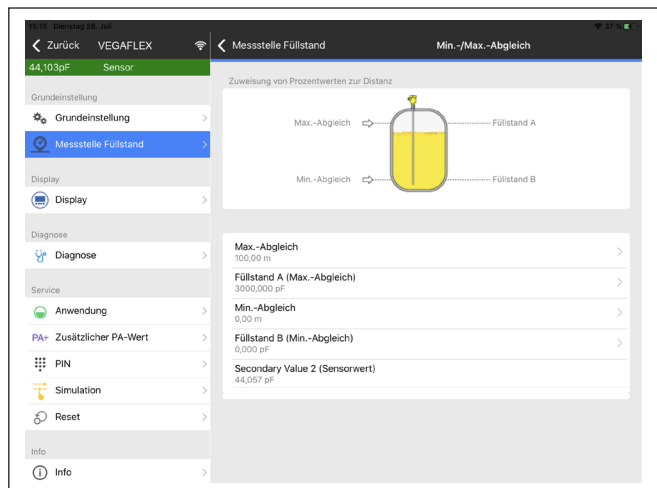 15:15 Dienstag 28. Juli
37 %
Zurück VEGAFLEX
44,103pF Sensor
Grundeinstellung
Grundeinstellung
Messstelle Füllstand
Display
Display
Diagnose
Diagnose
Service
Anwendung
PA+ Zusätzlicher PA-Wert
PIN
Simulation
Reset
Info
Info
Messstelle Füllstand Min.-/Max.-Abgleich
Zuweisung von Prozentwerten zur Distanz
Max.-Abgleich Füllstand A
Min.-Abgleich Füllstand B
Max.-Abgleich
100,00 m
Füllstand A (Max.-Abgleich)
3000,000 pF
Min.-Abgleich
0,00 m
Füllstand B (Min.-Abgleich)
0,000 pF
Secondary Value 2 (Sensorwert)
44,057 pF